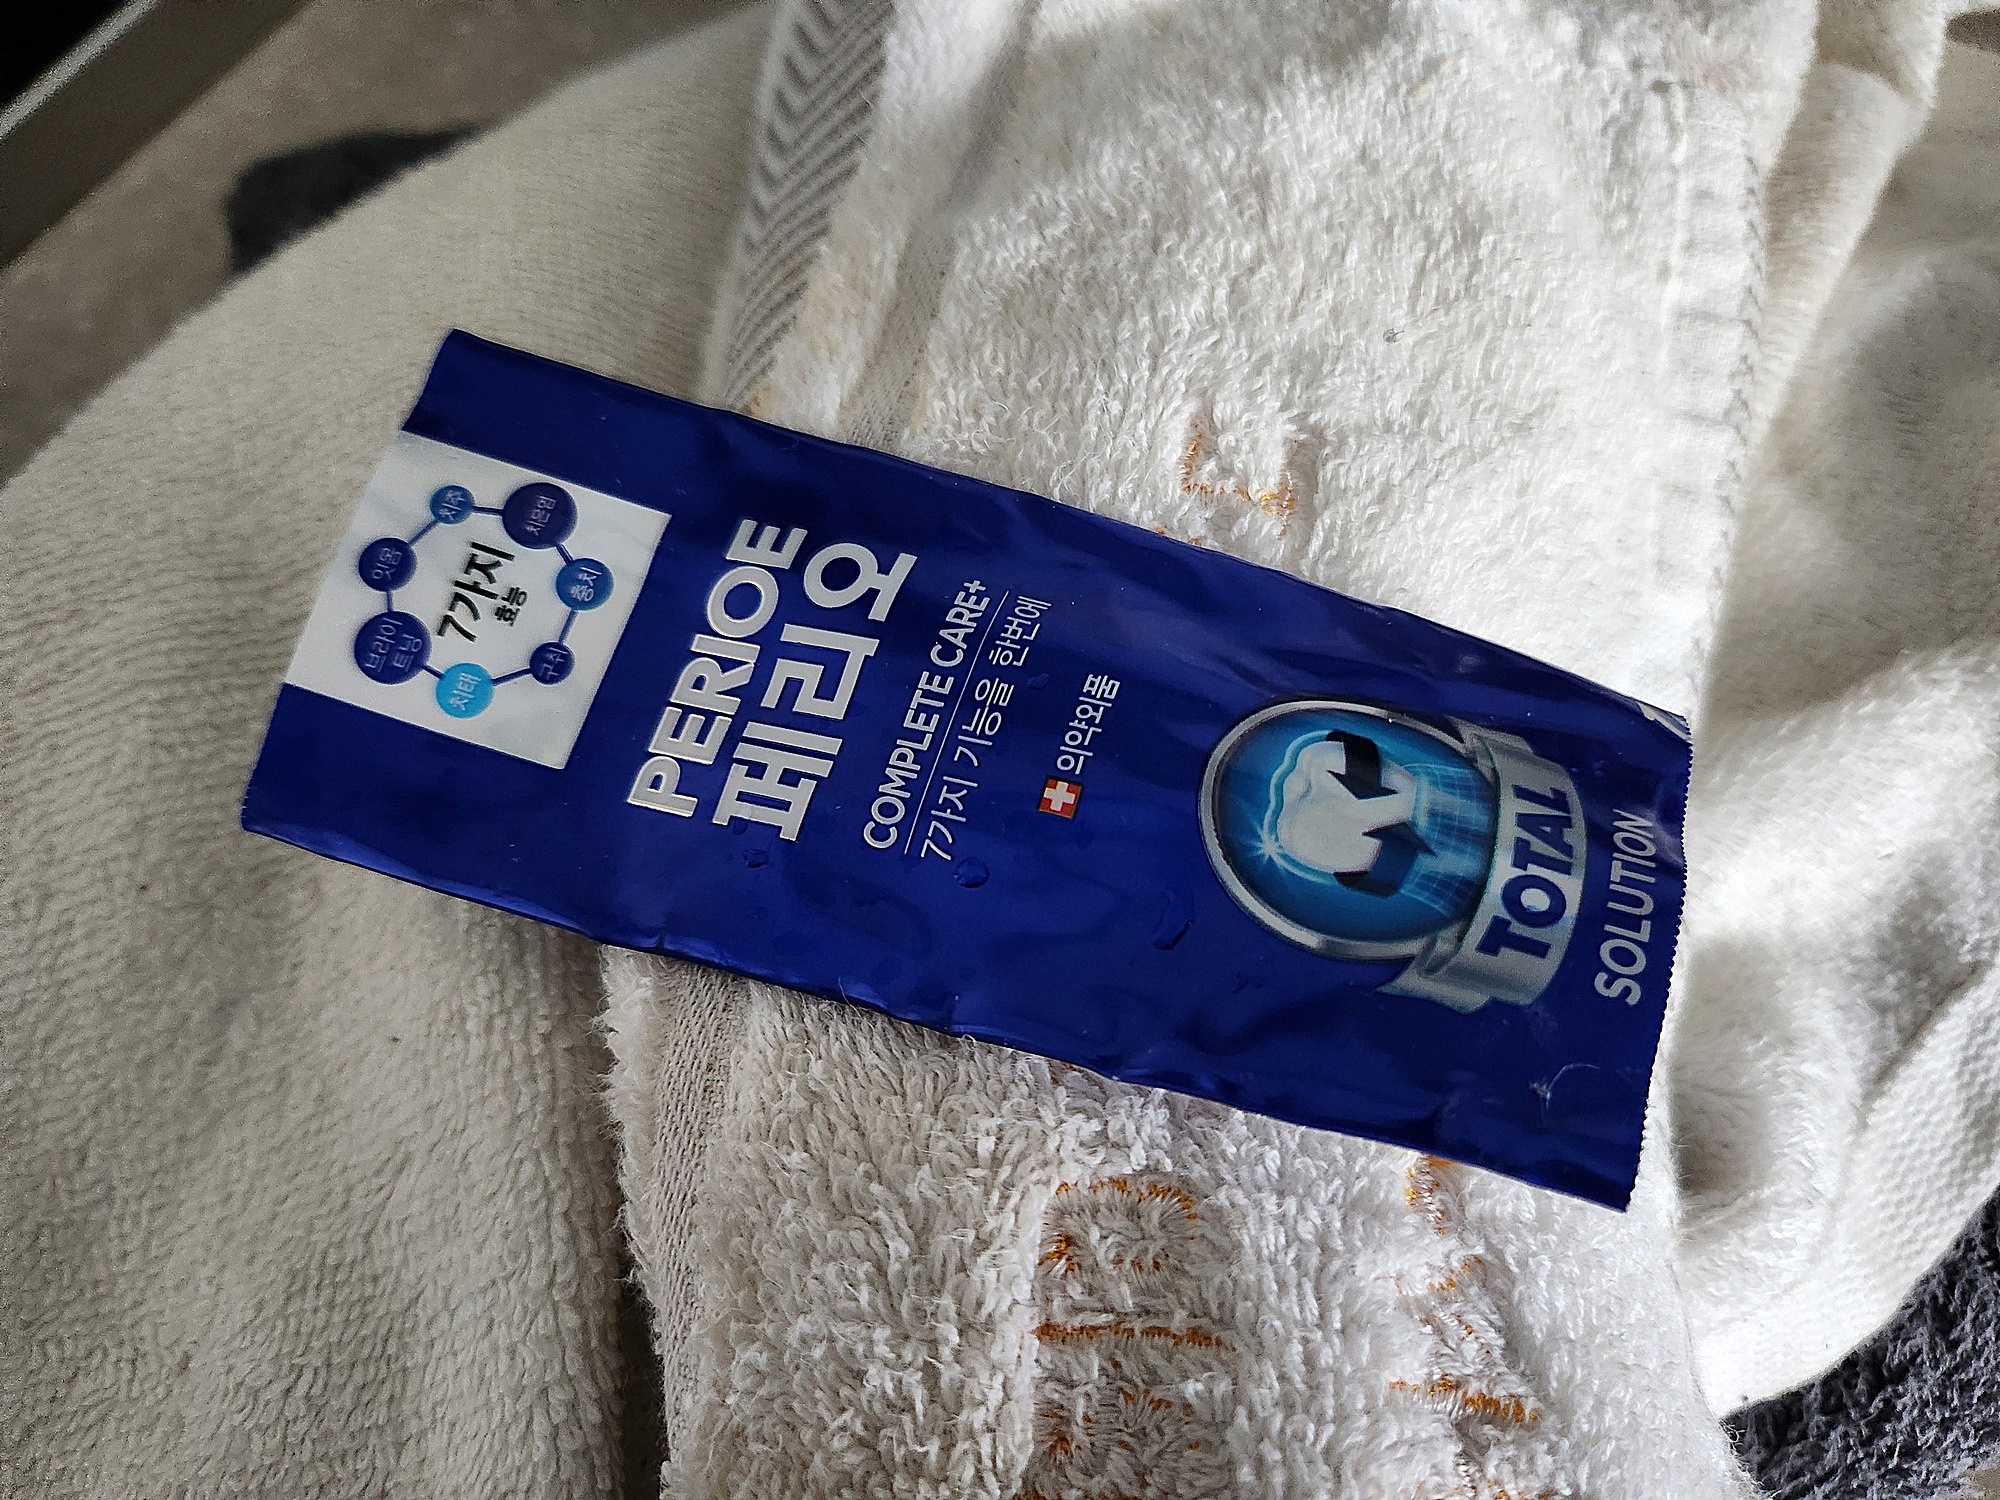 치은염
치주
충치
잇몸
7가지
효능
브라이
트닝
구취
치태
PERIOE
페리오
COMPLETE CARE+
7가지 기능을 한번에
의약외품
TOTAL
SOLUTION